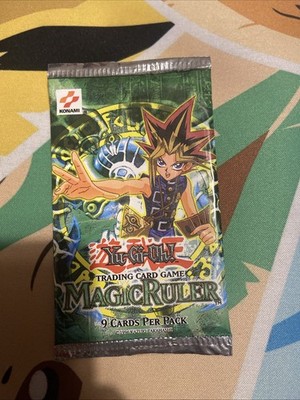 KONAMI
Yu-Gi-Oh!
TRADING CARD GAME
MAGIC RULER
9 CARDS PER PACK